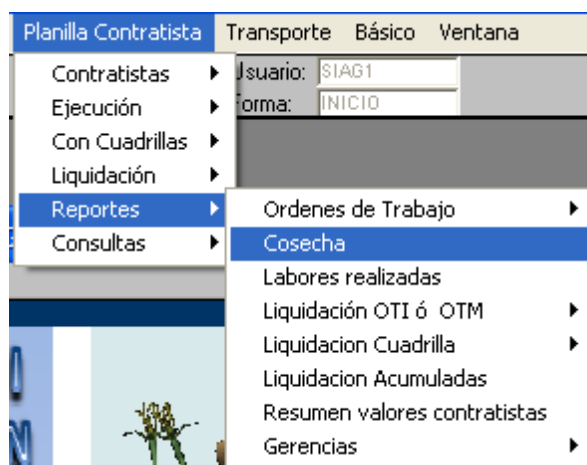 Planilla Contratista Transporte Básico Ventana
Usuario: SIAG1
Forma: INICIO
Contratistas
Ejecución
Con Cuadrillas
Liquidación
Reportes
Consultas
Ordenes de Trabajo
Cosecha
Labores realizadas
Liquidación OTI ó OTM
Liquidacion Cuadrilla
Liquidacion Acumuladas
Resumen valores contratistas
Gerencias